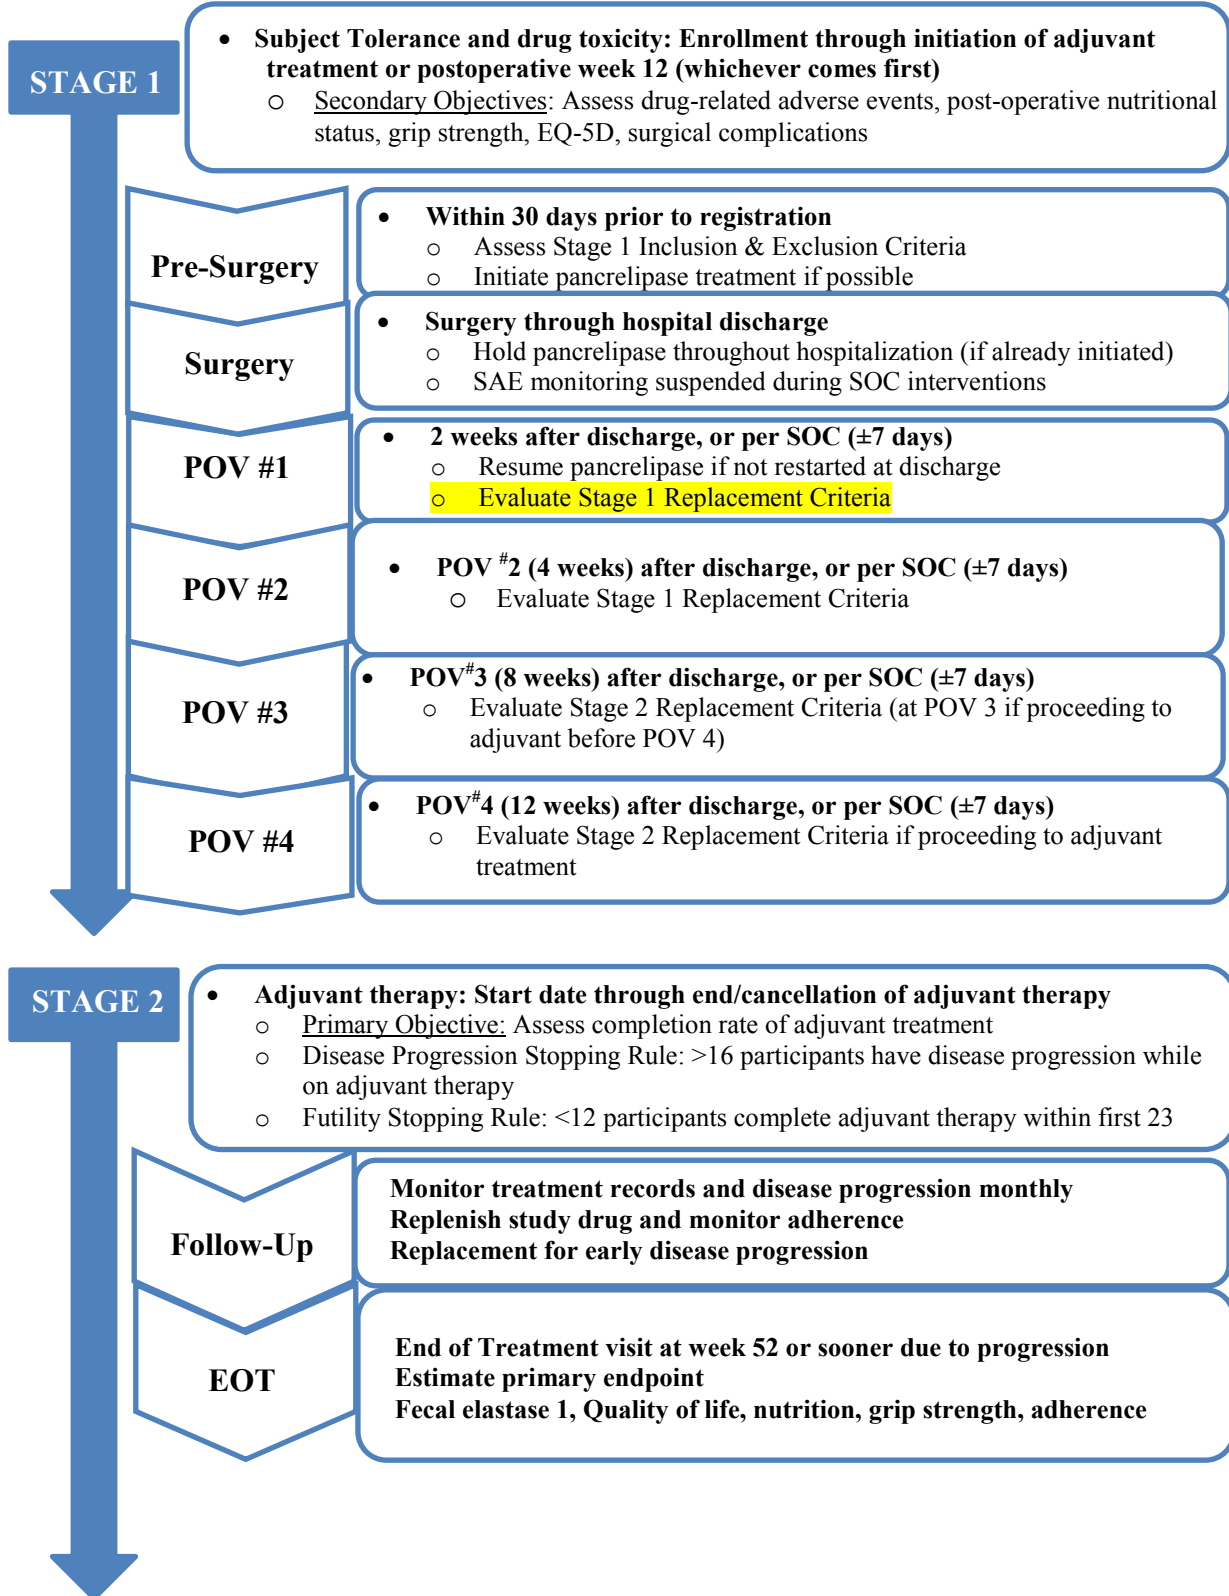 STAGE 1
• Subject Tolerance and drug toxicity: Enrollment through initiation of adjuvant
treatment or postoperative week 12 (whichever comes first)
o Secondary Objectives: Assess drug-related adverse events, post-operative nutritional
status, grip strength, EQ-5D, surgical complications
Pre-Surgery
• Within 30 days prior to registration
o Assess Stage 1 Inclusion & Exclusion Criteria
o Initiate pancrelipase treatment if possible
Surgery
• Surgery through hospital discharge
o Hold pancrelipase throughout hospitalization (if already initiated)
o SAE monitoring suspended during SOC interventions
POV #1
• 2 weeks after discharge, or per SOC (±7 days)
o Resume pancrelipase if not restarted at discharge
o Evaluate Stage 1 Replacement Criteria
POV #2
• POV #2 (4 weeks) after discharge, or per SOC (±7 days)
o Evaluate Stage 1 Replacement Criteria
POV #3
• POV#3 (8 weeks) after discharge, or per SOC (±7 days)
o Evaluate Stage 2 Replacement Criteria (at POV 3 if proceeding to
adjuvant before POV 4)
POV #4
• POV#4 (12 weeks) after discharge, or per SOC (±7 days)
o Evaluate Stage 2 Replacement Criteria if proceeding to adjuvant
treatment
STAGE 2
• Adjuvant therapy: Start date through end/cancellation of adjuvant therapy
o Primary Objective: Assess completion rate of adjuvant treatment
o Disease Progression Stopping Rule: >16 participants have disease progression while
on adjuvant therapy
o Futility Stopping Rule: <12 participants complete adjuvant therapy within first 23
Follow-Up
Monitor treatment records and disease progression monthly
Replenish study drug and monitor adherence
Replacement for early disease progression
EOT
End of Treatment visit at week 52 or sooner due to progression
Estimate primary endpoint
Fecal elastase 1, Quality of life, nutrition, grip strength, adherence